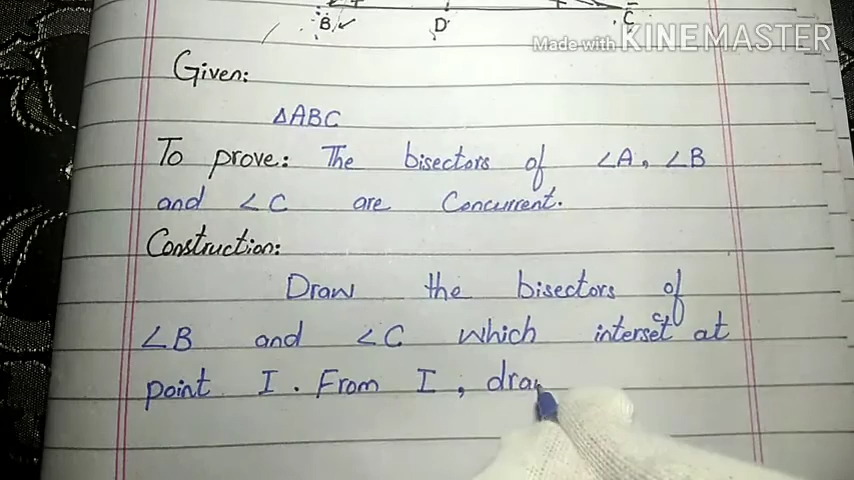 B D C
Made with KINEMASTER
Given:
ΔABC
To prove: The bisectors of ∠A, ∠B
and ∠C are Concurrent.
Construction:
Draw the bisectors of
∠B and ∠C which intersect at
point I. From I, draw